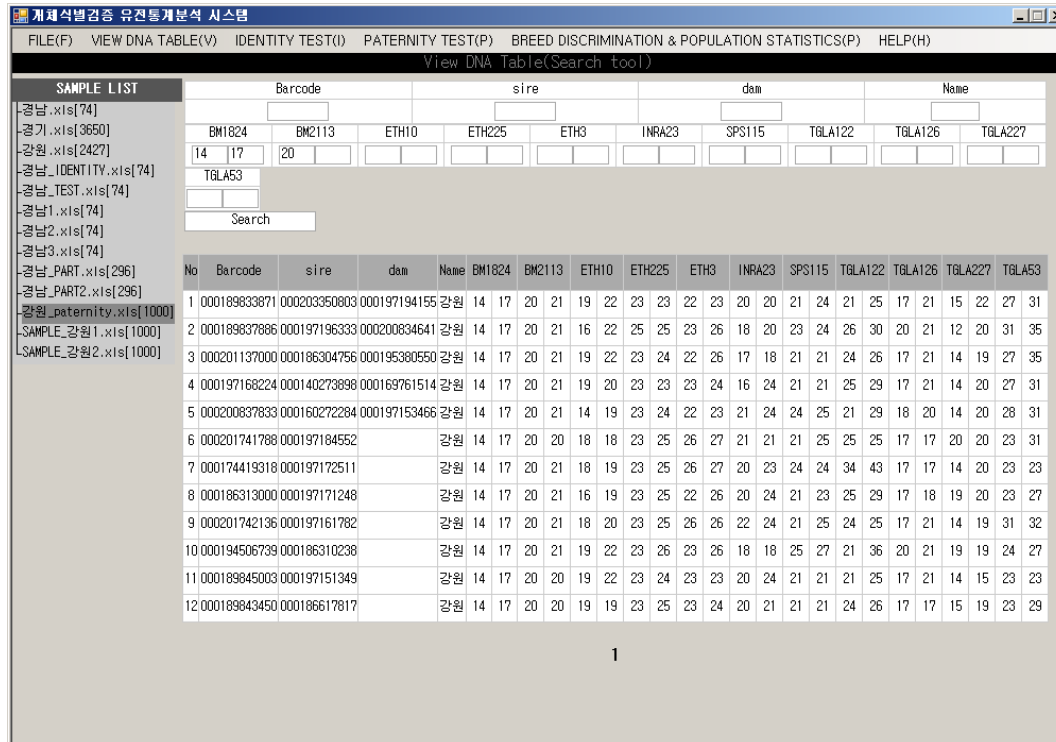 개체식별검증 유전통계분석 시스템
FILE(F) VIEW DNA TABLE(V) IDENTITY TEST(I) PATERNITY TEST(P) BREED DISCRIMINATION & POPULATION STATISTICS(P) HELP(H)
View DNA Table(Search tool)
SAMPLE LIST
경남.xls[74]
경기.xls[3650]
강원.xls[2427]
경남_IDENTITY.xls[74]
경남_TEST.xls[74]
경남1.xls[74]
경남2.xls[74]
경남3.xls[74]
경남_PART.xls[296]
경남_PART2.xls[296]
강원_paternity.xls[1000]
SAMPLE_강원1.xls[1000]
SAMPLE_강원2.xls[1000]
Barcode sire dam Name
BM1824 BM2113 ETH10 ETH225 ETH3 INRA23 SPS115 TGLA122 TGLA126 TGLA227
14 17 20
TGLA53
Search
No Barcode sire dam Name BM1824 BM2113 ETH10 ETH225 ETH3 INRA23 SPS115 TGLA122 TGLA126 TGLA227 TGLA53
1 000189833871 000203350803 000197194155 강원 14 17 20 21 19 22 23 23 22 23 20 20 21 24 21 25 17 21 15 22 27 31
2 000189837886 000197196333 000200834641 강원 14 17 20 21 16 22 25 25 23 26 18 20 23 24 26 30 20 21 12 20 31 35
3 000201137000 000186304756 000195380550 강원 14 17 20 21 19 22 23 24 22 26 17 18 21 21 24 26 17 21 14 19 27 35
4 000197168224 000140273898 000169761514 강원 14 17 20 21 19 20 23 23 23 24 16 24 21 21 25 29 17 21 14 20 27 31
5 000200837833 000160272284 000197153466 강원 14 17 20 21 14 19 23 24 22 23 21 24 24 25 21 29 18 20 14 20 28 31
6 000201741788 000197184552 강원 14 17 20 20 18 18 23 25 26 27 21 21 21 25 25 25 17 17 20 20 23 31
7 000174419318 000197172511 강원 14 17 20 21 18 19 23 25 26 27 20 23 24 24 34 43 17 17 14 20 23 23
8 000186313000 000197171248 강원 14 17 20 21 16 19 23 25 22 26 20 24 21 23 25 29 17 18 19 20 23 27
9 000201742136 000197161782 강원 14 17 20 21 18 20 23 25 26 26 22 24 21 25 24 25 17 21 14 19 31 32
10 000194506739 000186310238 강원 14 17 20 21 19 22 23 26 23 26 18 18 25 27 21 36 20 21 19 19 24 27
11 000189845003 000197151349 강원 14 17 20 20 19 22 23 24 23 23 20 24 21 21 21 25 17 21 14 15 23 23
12 000189843450 000186617817 강원 14 17 20 20 19 19 23 25 23 24 20 21 21 21 24 26 17 17 15 19 23 29
1